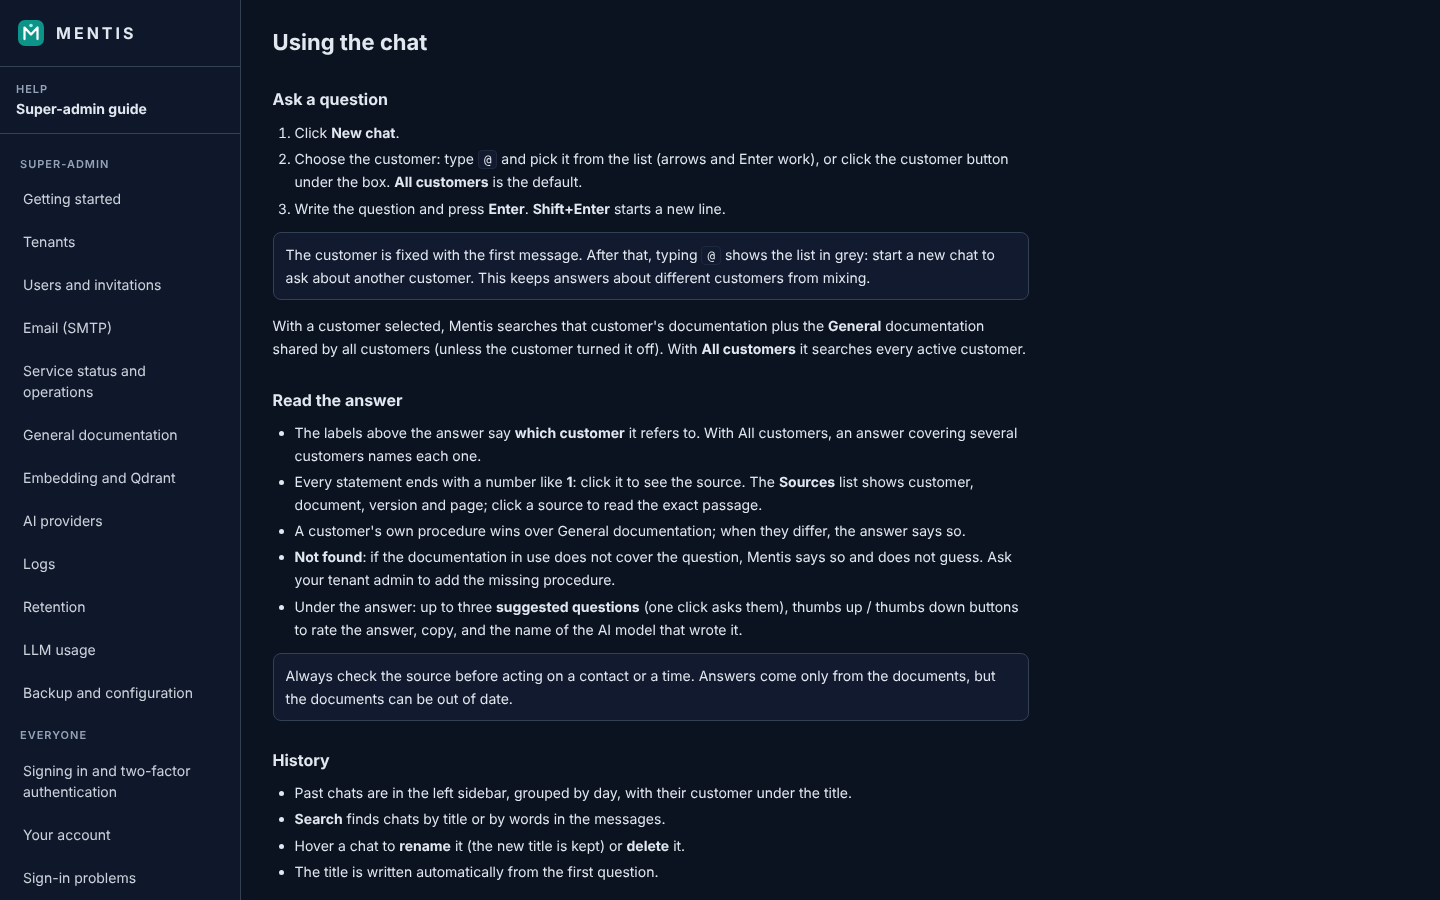 MENTIS
HELP
Super-admin guide
SUPER-ADMIN
Getting started
Tenants
Users and invitations
Email (SMTP)
Service status and
operations
General documentation
Embedding and Qdrant
AI providers
Logs
Retention
LLM usage
Backup and configuration
EVERYONE
Signing in and two-factor
authentication
Your account
Sign-in problems
Using the chat
Ask a question
1. Click New chat.
2. Choose the customer: type @ and pick it from the list (arrows and Enter work), or click the customer button
under the box. All customers is the default.
3. Write the question and press Enter. Shift+Enter starts a new line.
The customer is fixed with the first message. After that, typing @ shows the list in grey: start a new chat to
ask about another customer. This keeps answers about different customers from mixing.
With a customer selected, Mentis searches that customer's documentation plus the General documentation
shared by all customers (unless the customer turned it off). With All customers it searches every active customer.
Read the answer
• The labels above the answer say which customer it refers to. With All customers, an answer covering several
customers names each one.
• Every statement ends with a number like 1: click it to see the source. The Sources list shows customer,
document, version and page; click a source to read the exact passage.
• A customer's own procedure wins over General documentation; when they differ, the answer says so.
• Not found: if the documentation in use does not cover the question, Mentis says so and does not guess. Ask
your tenant admin to add the missing procedure.
• Under the answer: up to three suggested questions (one click asks them), thumbs up / thumbs down buttons
to rate the answer, copy, and the name of the AI model that wrote it.
Always check the source before acting on a contact or a time. Answers come only from the documents, but
the documents can be out of date.
History
• Past chats are in the left sidebar, grouped by day, with their customer under the title.
• Search finds chats by title or by words in the messages.
• Hover a chat to rename it (the new title is kept) or delete it.
• The title is written automatically from the first question.